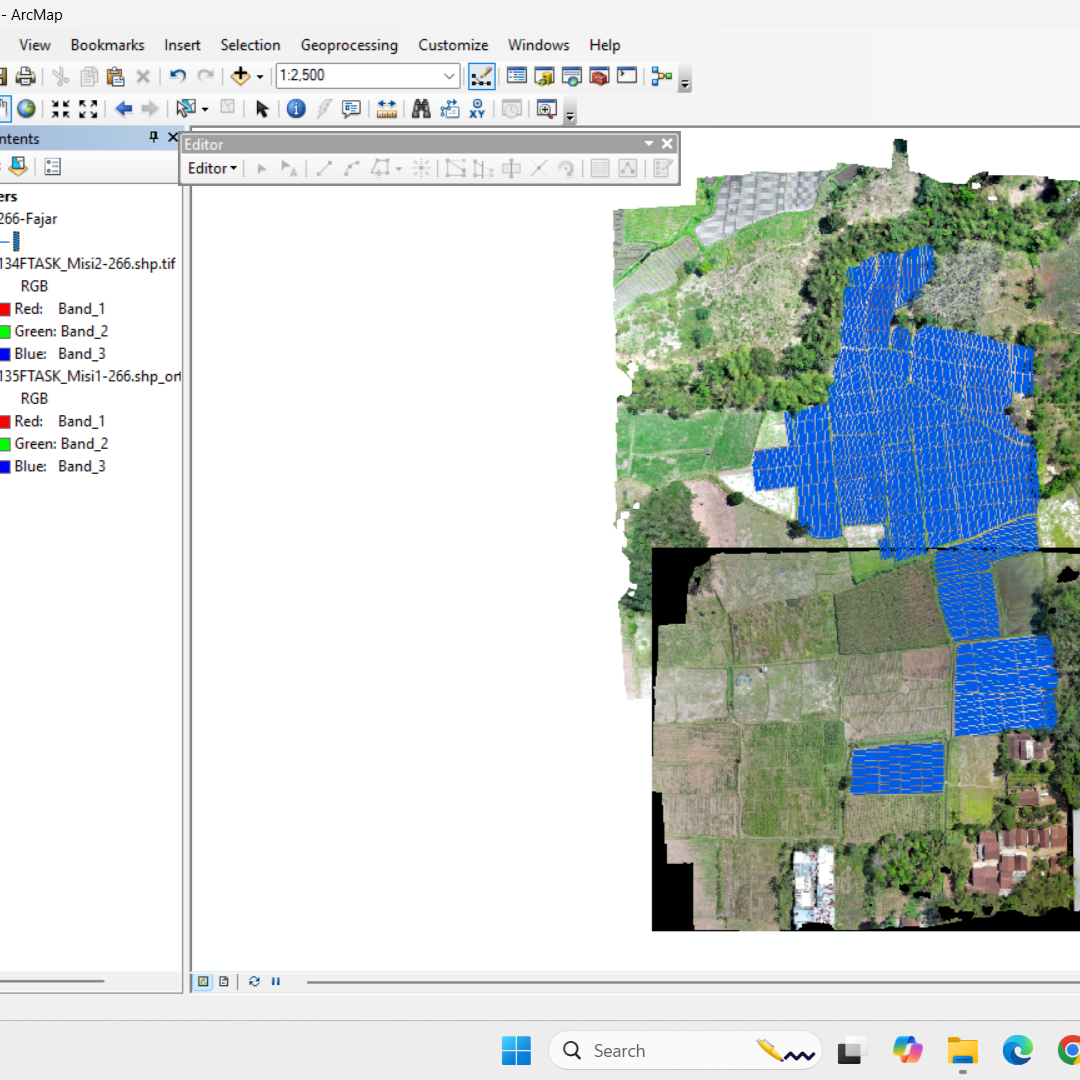 - ArcMap
View Bookmarks Insert Selection Geoprocessing Customize Windows Help
1:2,500
XY
ntents
Editor
Editor
ers
266-Fajar
134FTASK_Misi2-266.shp.tif
RGB
Red: Band_1
Green: Band_2
Blue: Band_3
135FTASK_Misi1-266.shp_ort
RGB
Red: Band_1
Green: Band_2
Blue: Band_3
Search